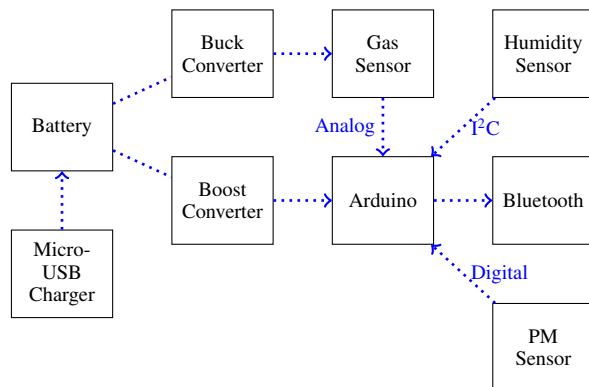 Buck
Converter
Gas
Sensor
Humidity
Sensor
Battery
Analog
I²C
Boost
Converter
Arduino
Bluetooth
Micro-
USB
Charger
Digital
PM
Sensor